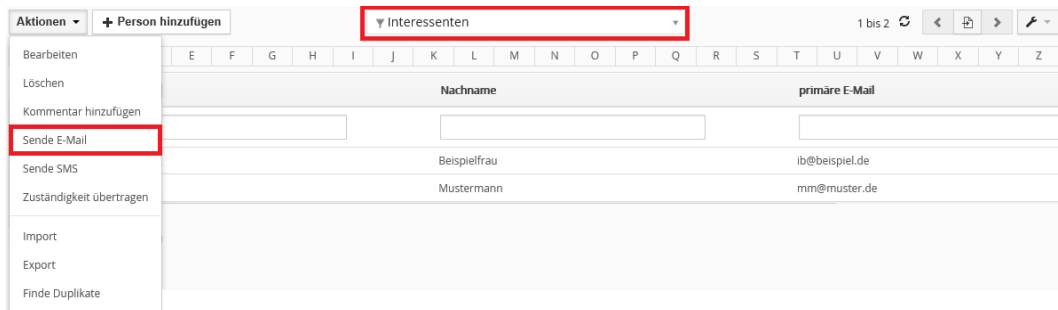 Aktionen + Person hinzufügen Interessenten 1 bis 2
Bearbeiten E F G H I J K L M N O P Q R S T U V W X Y Z
Löschen Nachname primäre E-Mail
Kommentar hinzufügen
Sende E-Mail
Beispielfrau ib@beispiel.de
Sende SMS
Mustermann mm@muster.de
Zuständigkeit übertragen
Import
Export
Finde Duplikate